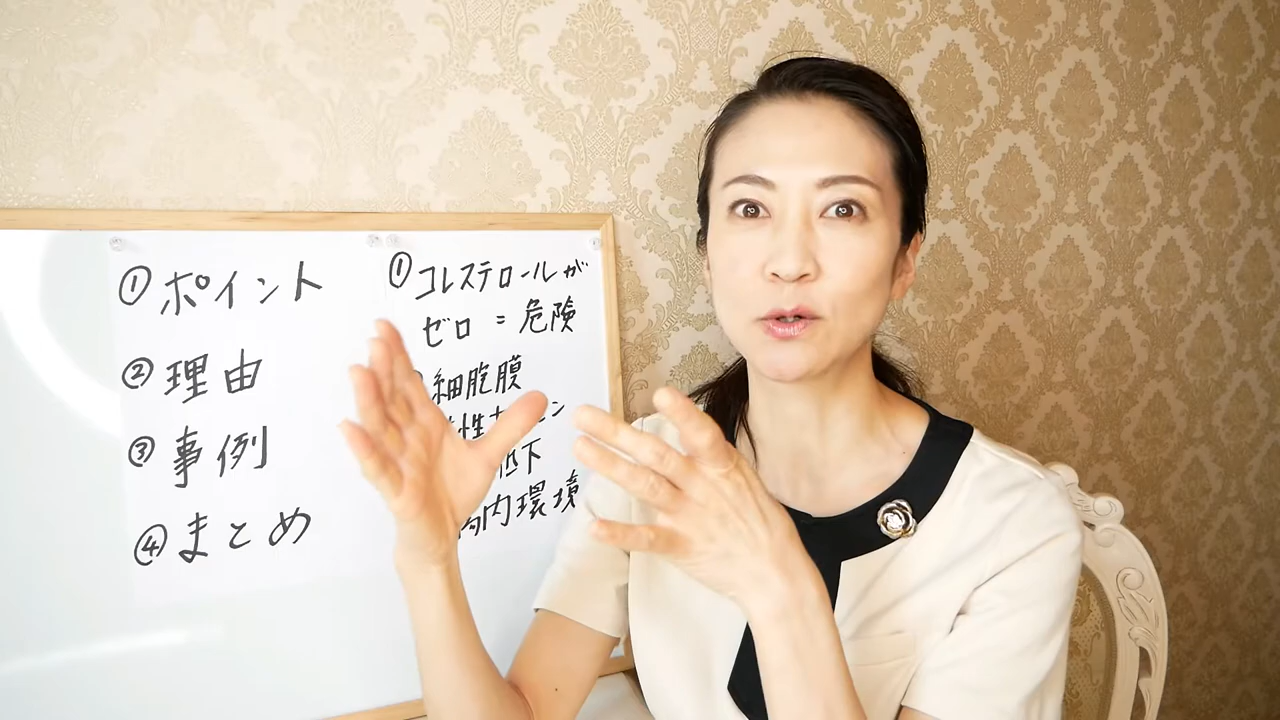 ① ポイント
② 理由
③ 事例
④ まとめ
① コレステロールが
ゼロ = 危険
細胞膜
性
低下
内環境